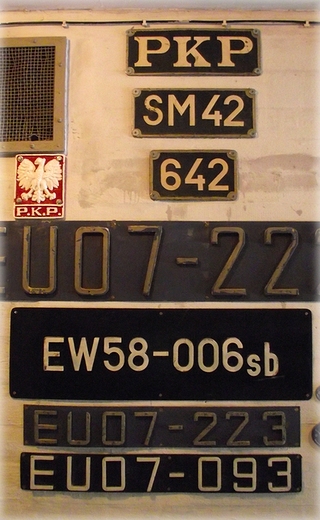 PKP
SM42
642
P.K.P.
EU07-22
EW58-006sb
EU07-223
EU07-093